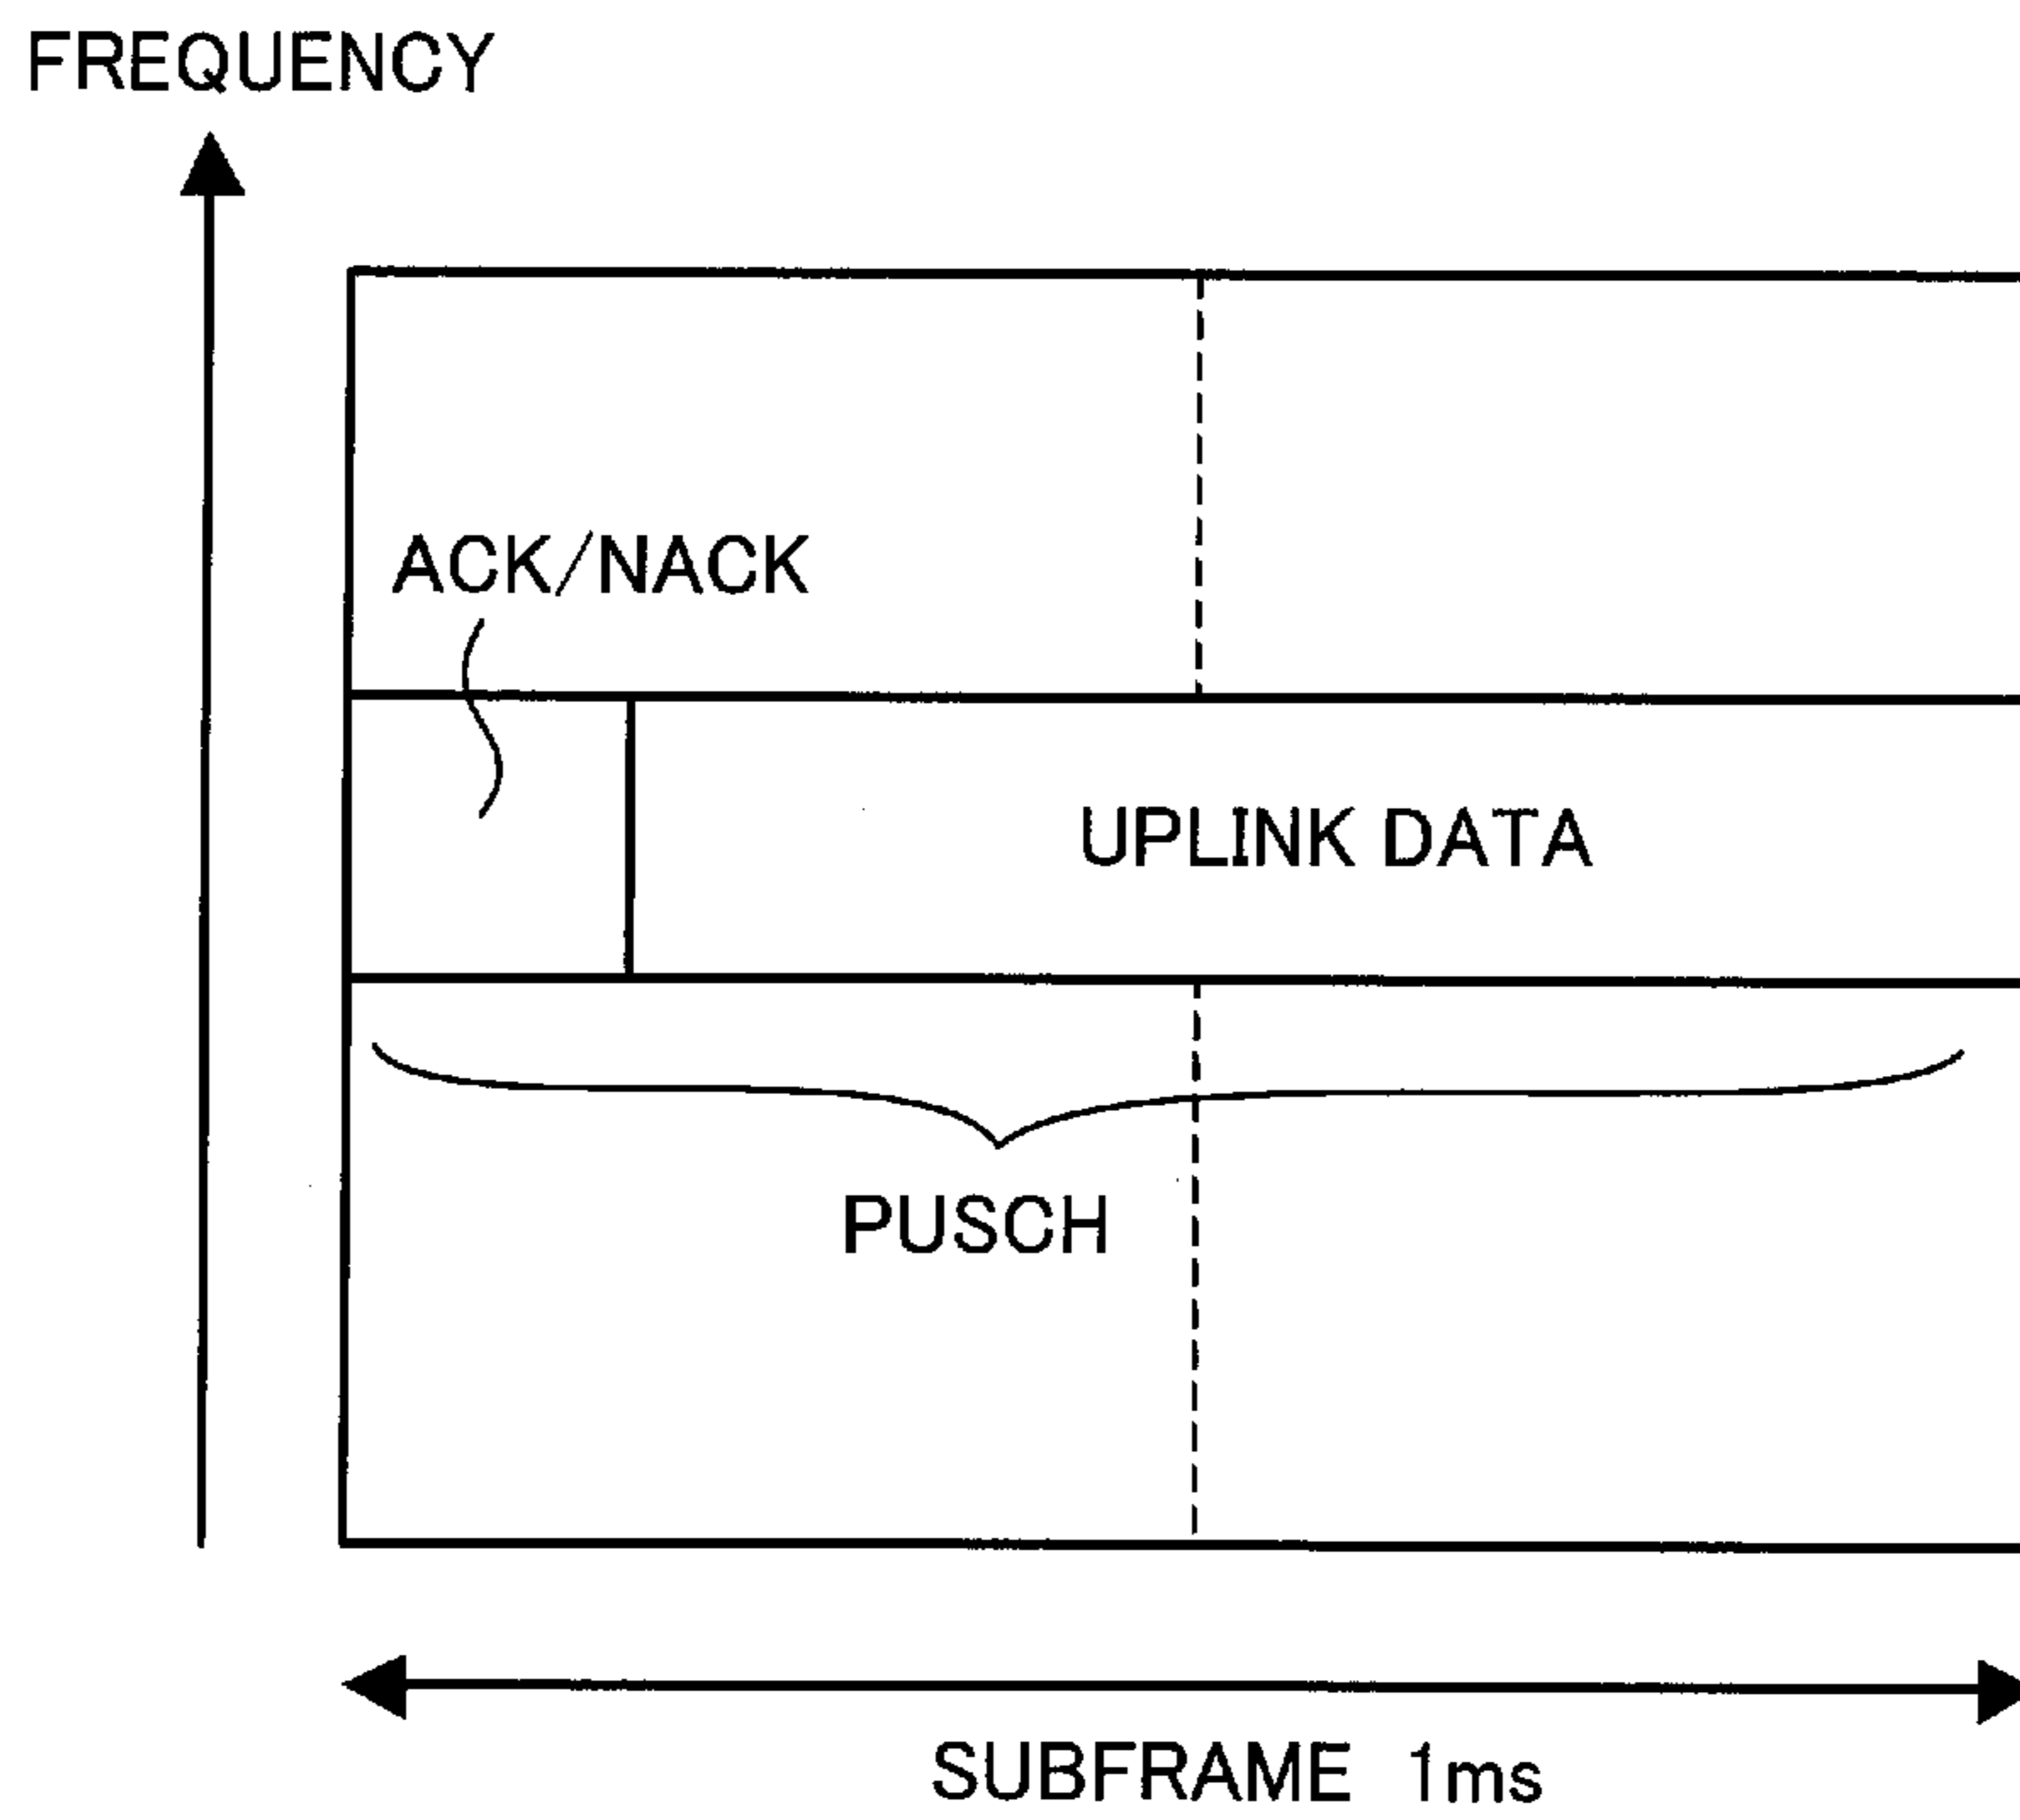 FREQUENCY
ACK/NACK
UPLINK DATA
PUSCH
SUBFRAME 1ms